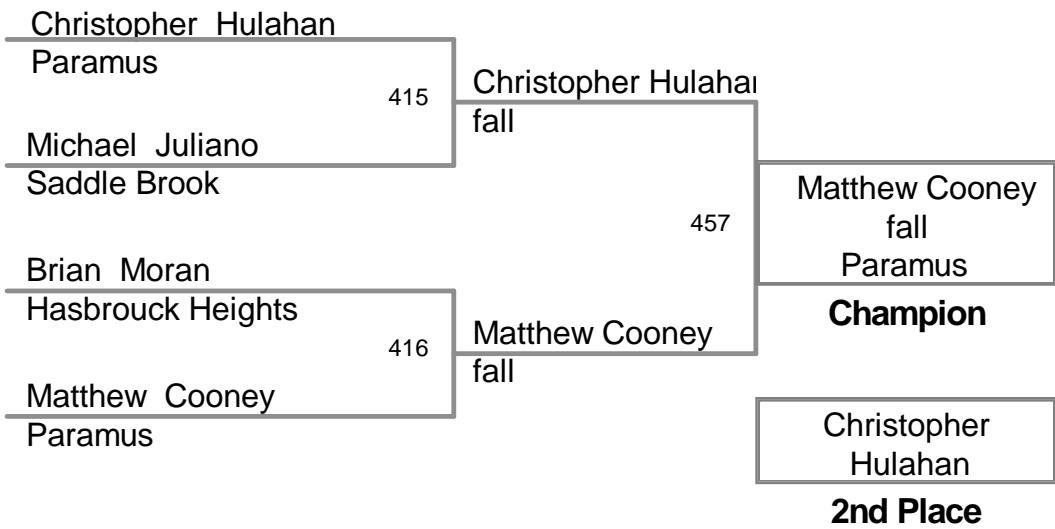 Christopher Hulahan
Paramus
415
Michael Juliano
Saddle Brook
Christopher Hulahan
fall
Brian Moran
Hasbrouck Heights
416
Matthew Cooney
Paramus
Matthew Cooney
fall
457
Matthew Cooney
fall
Paramus
Champion
Christopher
Hulahan
2nd Place